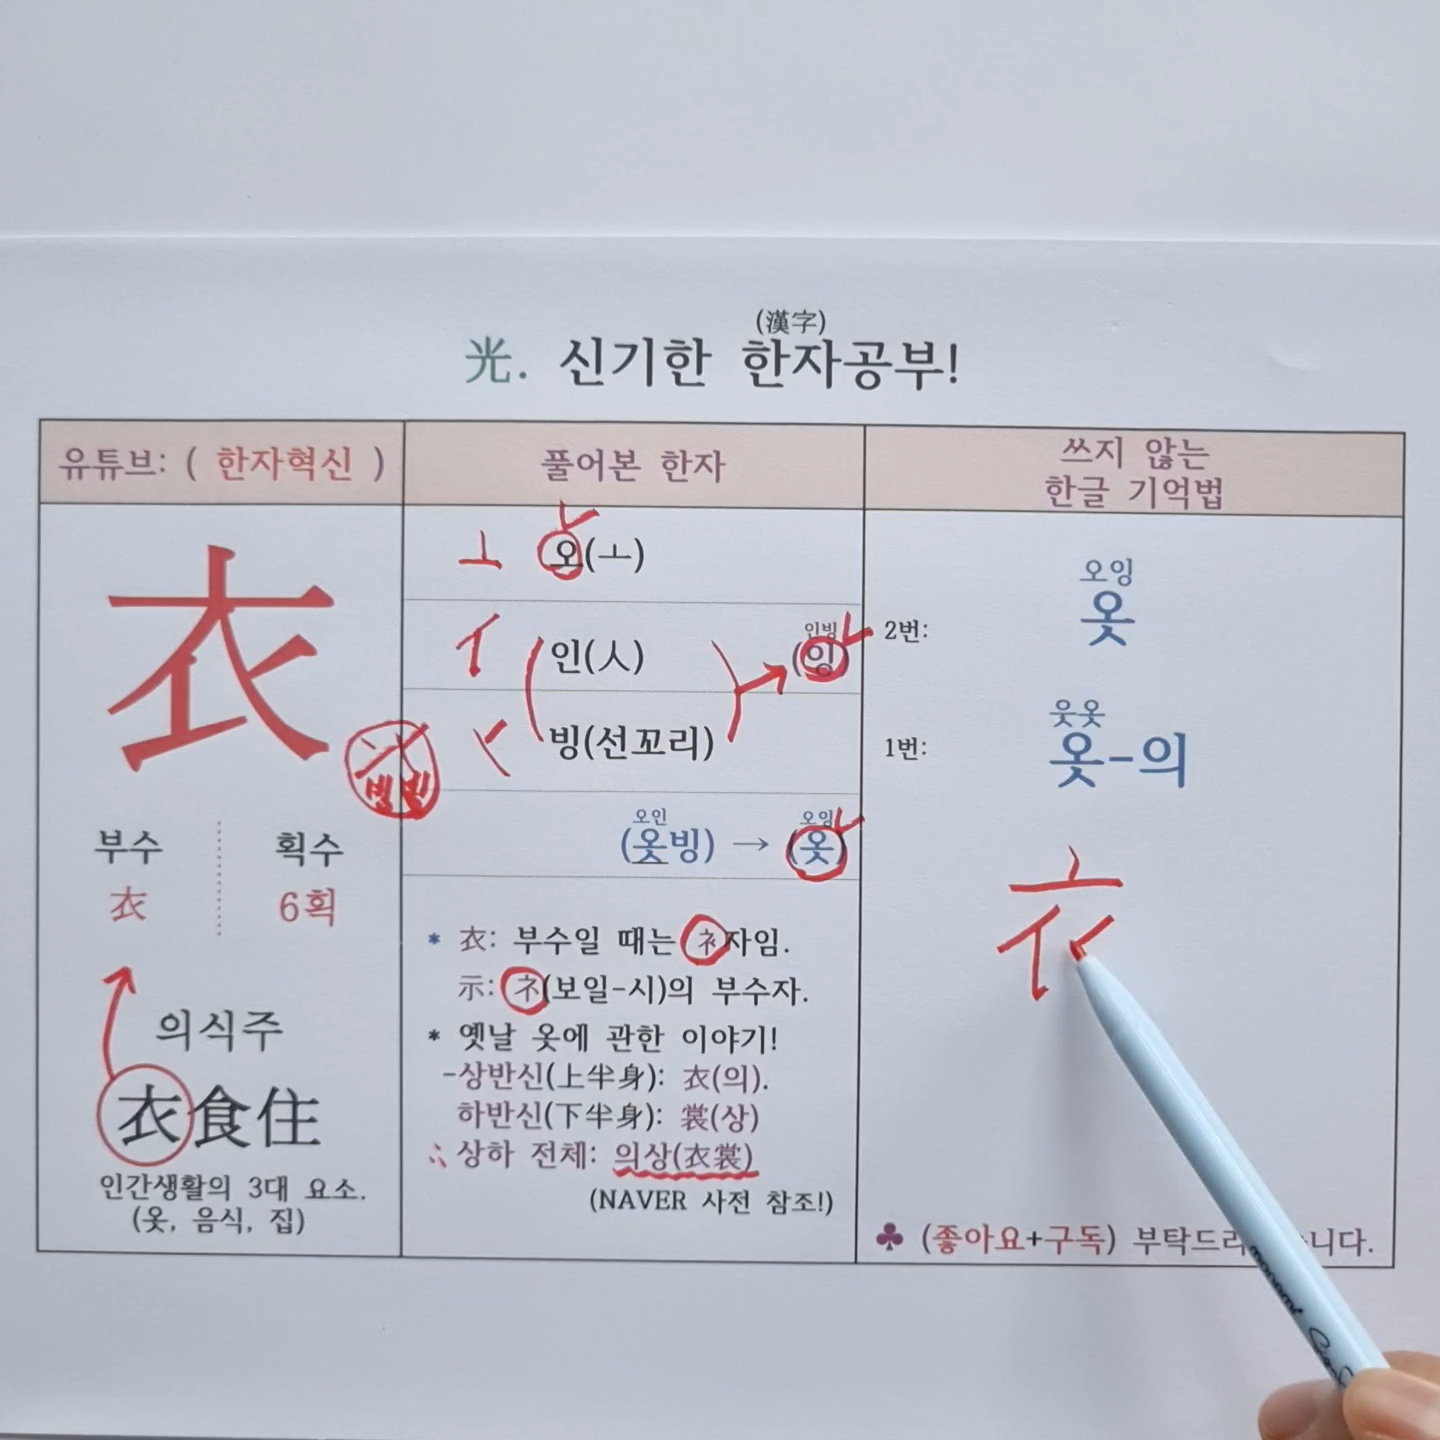 (漢字)
光. 신기한 한자공부!
유튜브: ( 한자혁신 )
衣
빙빙
부수 획수
衣 6획
의식주
衣食住
인간생활의 3대 요소.
(옷, 음식, 집)
풀어본 한자
ㅗ 오(ㅗ)
인(人)
인빙
(잉)
빙(선꼬리)
오인 오잉
(옷빙) → (옷)
* 衣: 부수일 때는 衤자임.
示: 礻(보일-시)의 부수자.
* 옛날 옷에 관한 이야기!
-상반신(上半身): 衣(의).
하반신(下半身): 裳(상)
∴ 상하 전체: 의상(衣裳)
(NAVER 사전 참조!)
쓰지 않는
한글 기억법
오잉
2번: 옷
웃옷
1번: 옷-의
衣
♣ (좋아요+구독) 부탁드리 니다.
monami